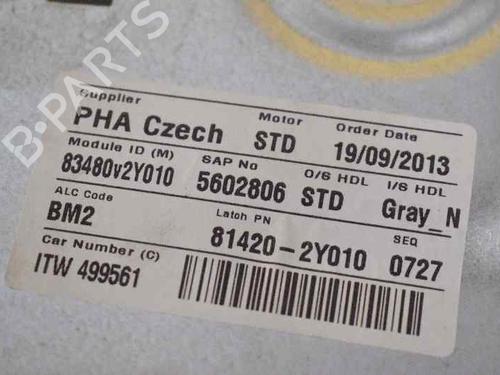 B-PARTS
Supplier Motor Order Date
PHA Czech STD 19/09/2013
Module ID (M) SAP No O/S HDL I/S HDL
83480v2Y010 5602806 STD Gray_N
ALC Code Latch PN SEQ
BM2 81420-2Y010 0727
Car Number (C)
ITW 499561